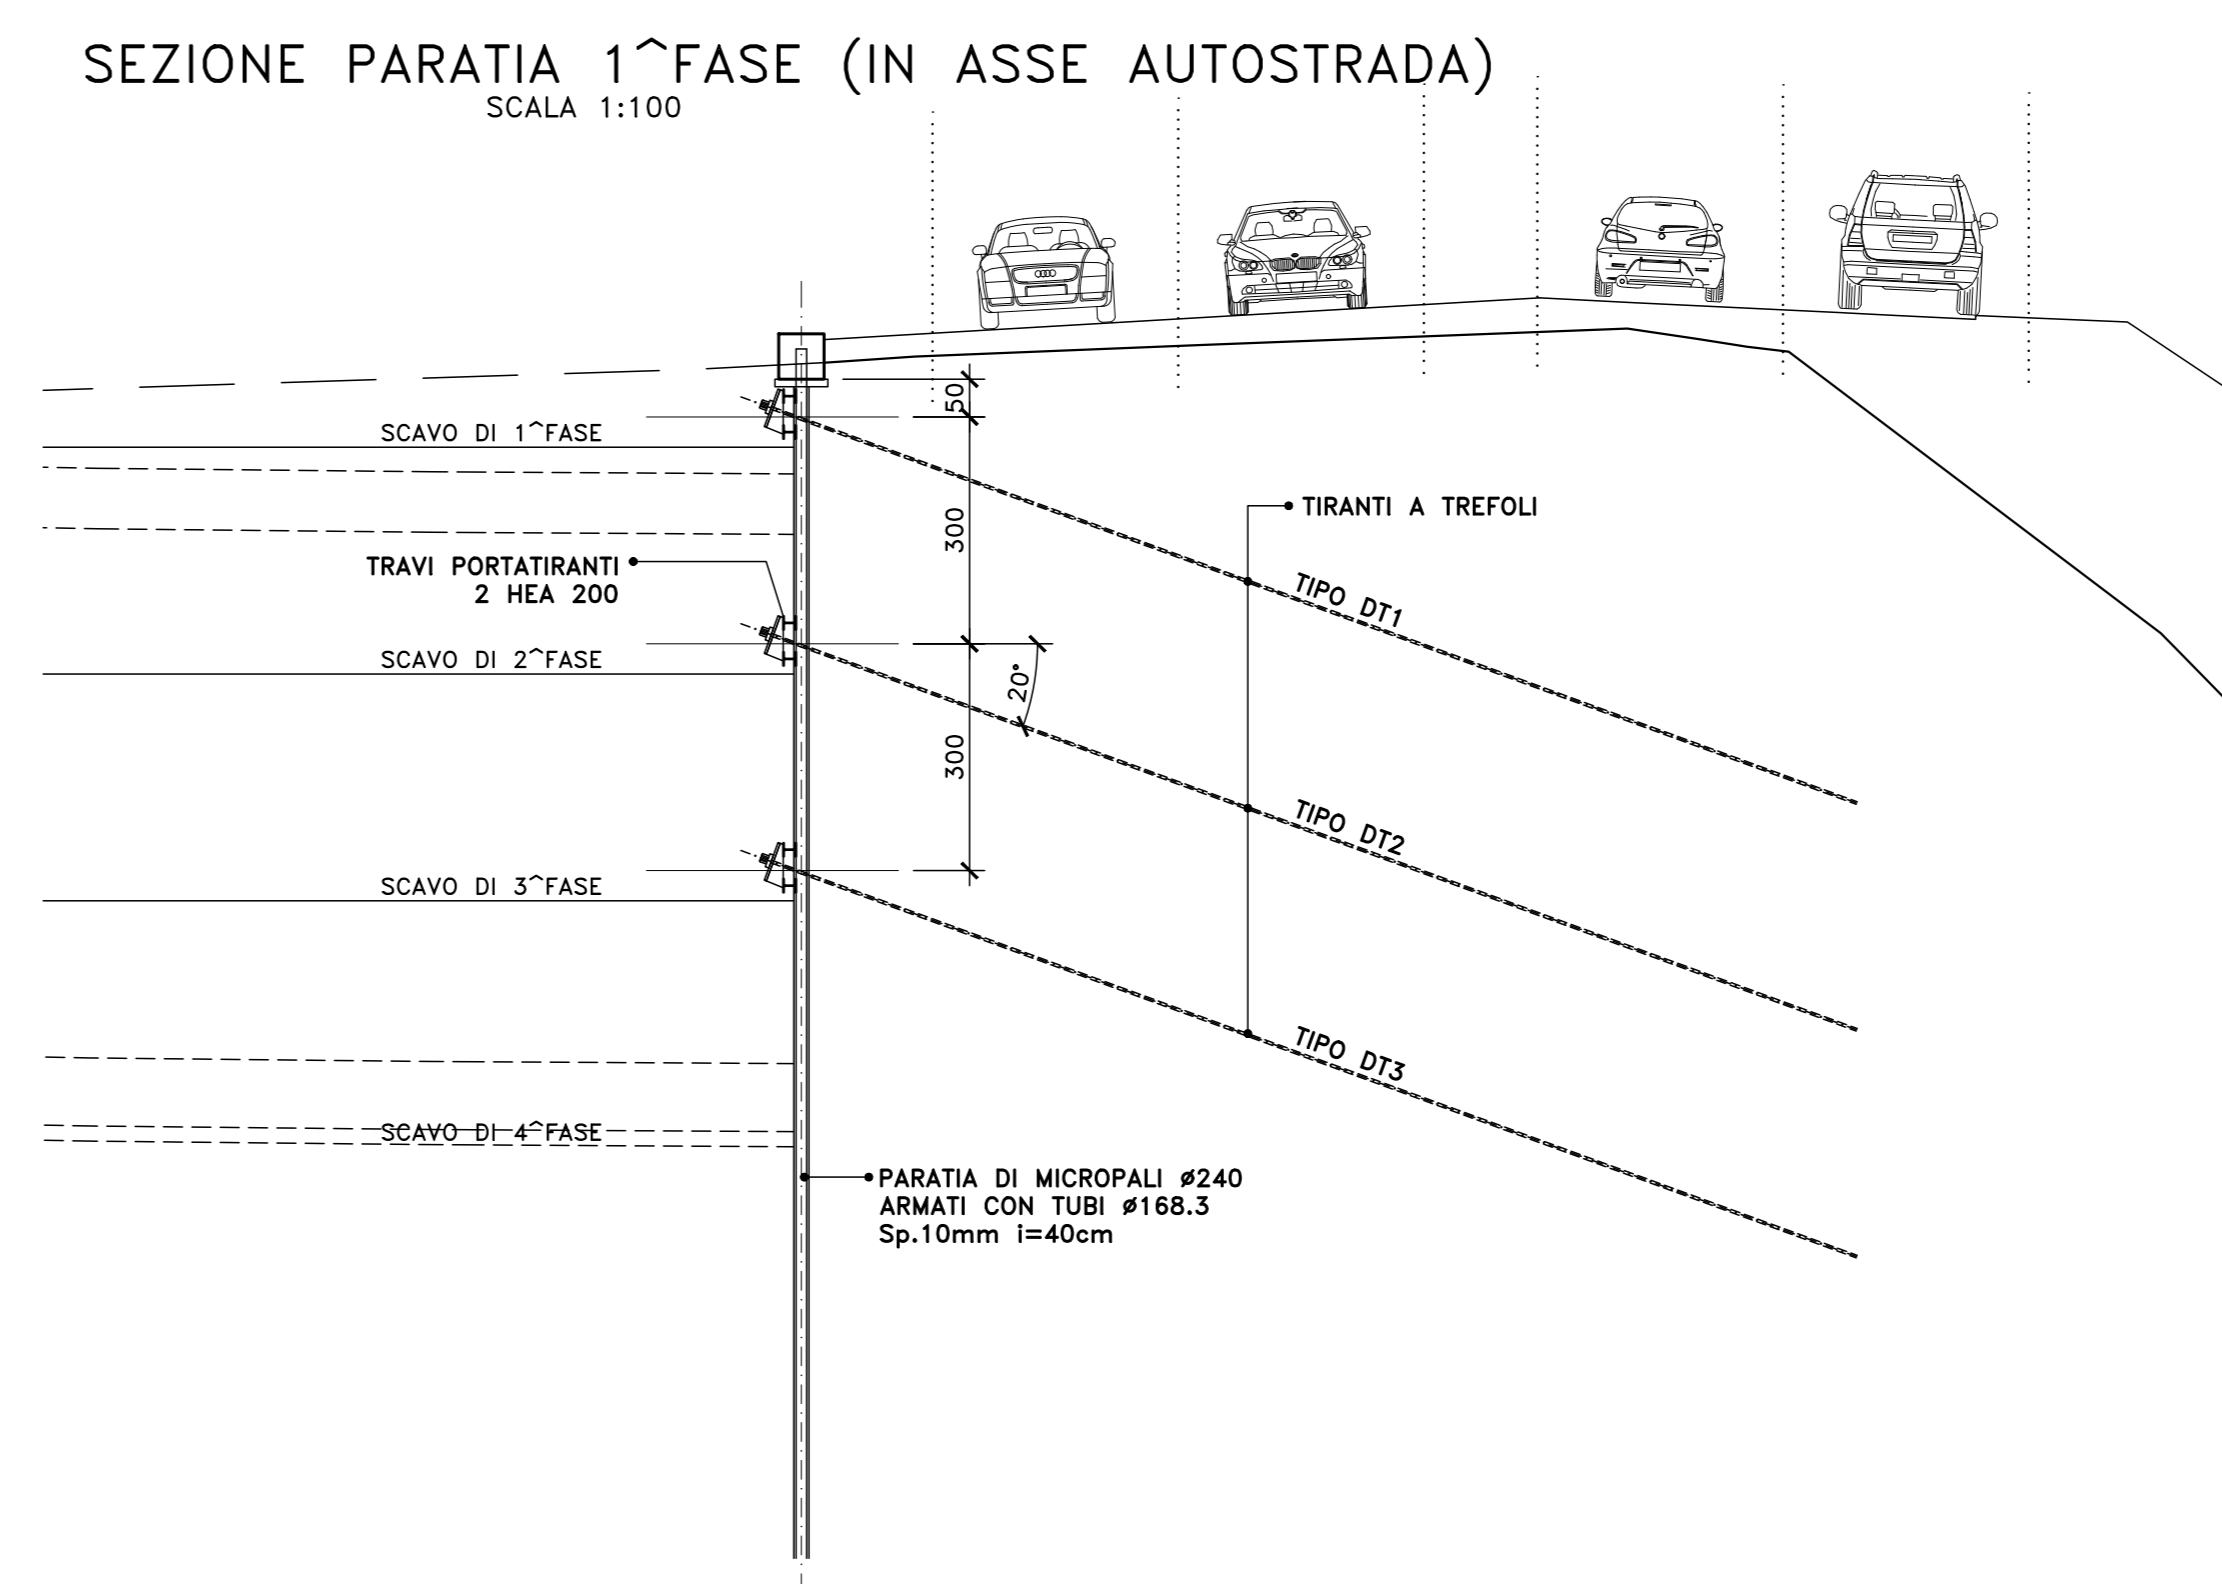 SEZIONE PARATIA 1^FASE (IN ASSE AUTOSTRADA)
SCALA 1:100
50
SCAVO DI 1^FASE
300
TIRANTI A TREFOLI
TRAVI PORTATIRANTI
2 HEA 200
TIPO DT1
SCAVO DI 2^FASE
20°
300
TIPO DT2
SCAVO DI 3^FASE
TIPO DT3
SCAVO DI 4^FASE
PARATIA DI MICROPALI ø240
ARMATI CON TUBI ø168.3
Sp.10mm i=40cm